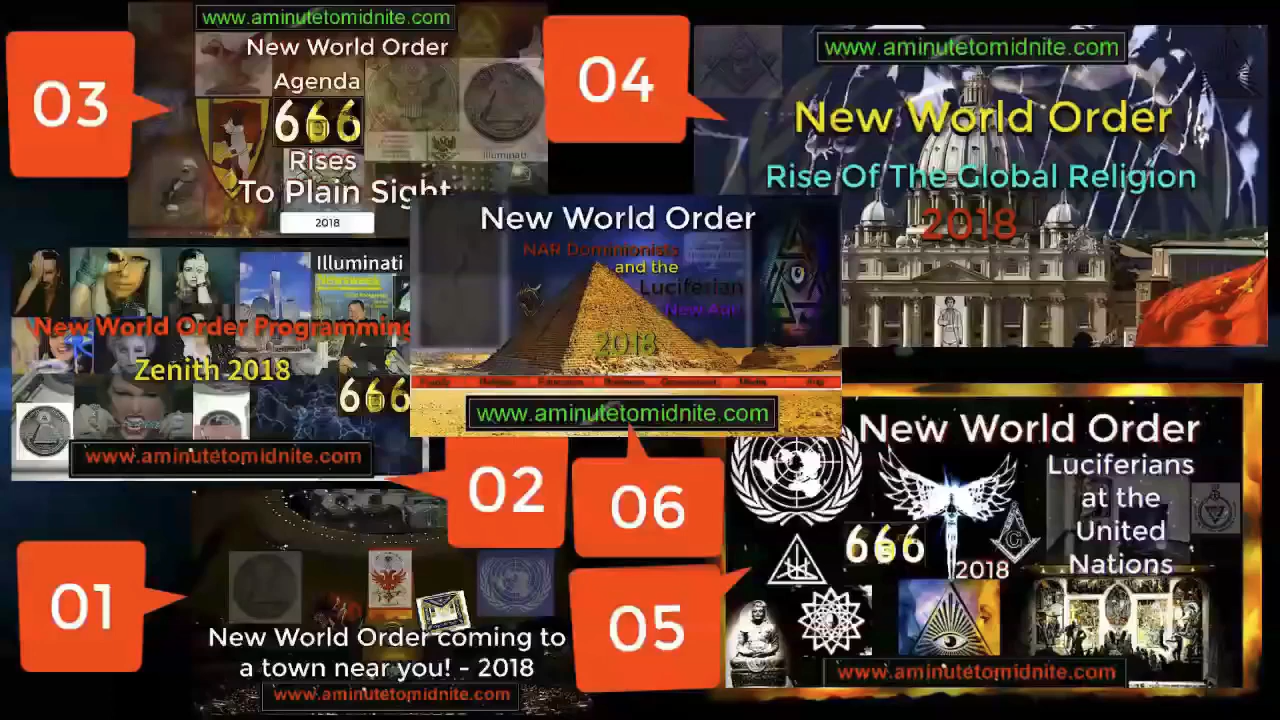 03
www.aminutetomidnite.com
New World Order
Agenda
666
Rises
To Plain Sight
2018
Illuminati
04
www.aminutetomidnite.com
New World Order
Rise Of The Global Religion
2018
Illuminati
New World Order Programming
Zenith 2018
666
www.aminutetomidnite.com
02
New World Order
NAR Dominionists
and the
Luciferian
New Age
2018
www.aminutetomidnite.com
06
01
New World Order coming to
a town near you! - 2018
www.aminutetomidnite.com
05
New World Order
Luciferians
at the
United
Nations
666
2018
G
www.aminutetomidnite.com